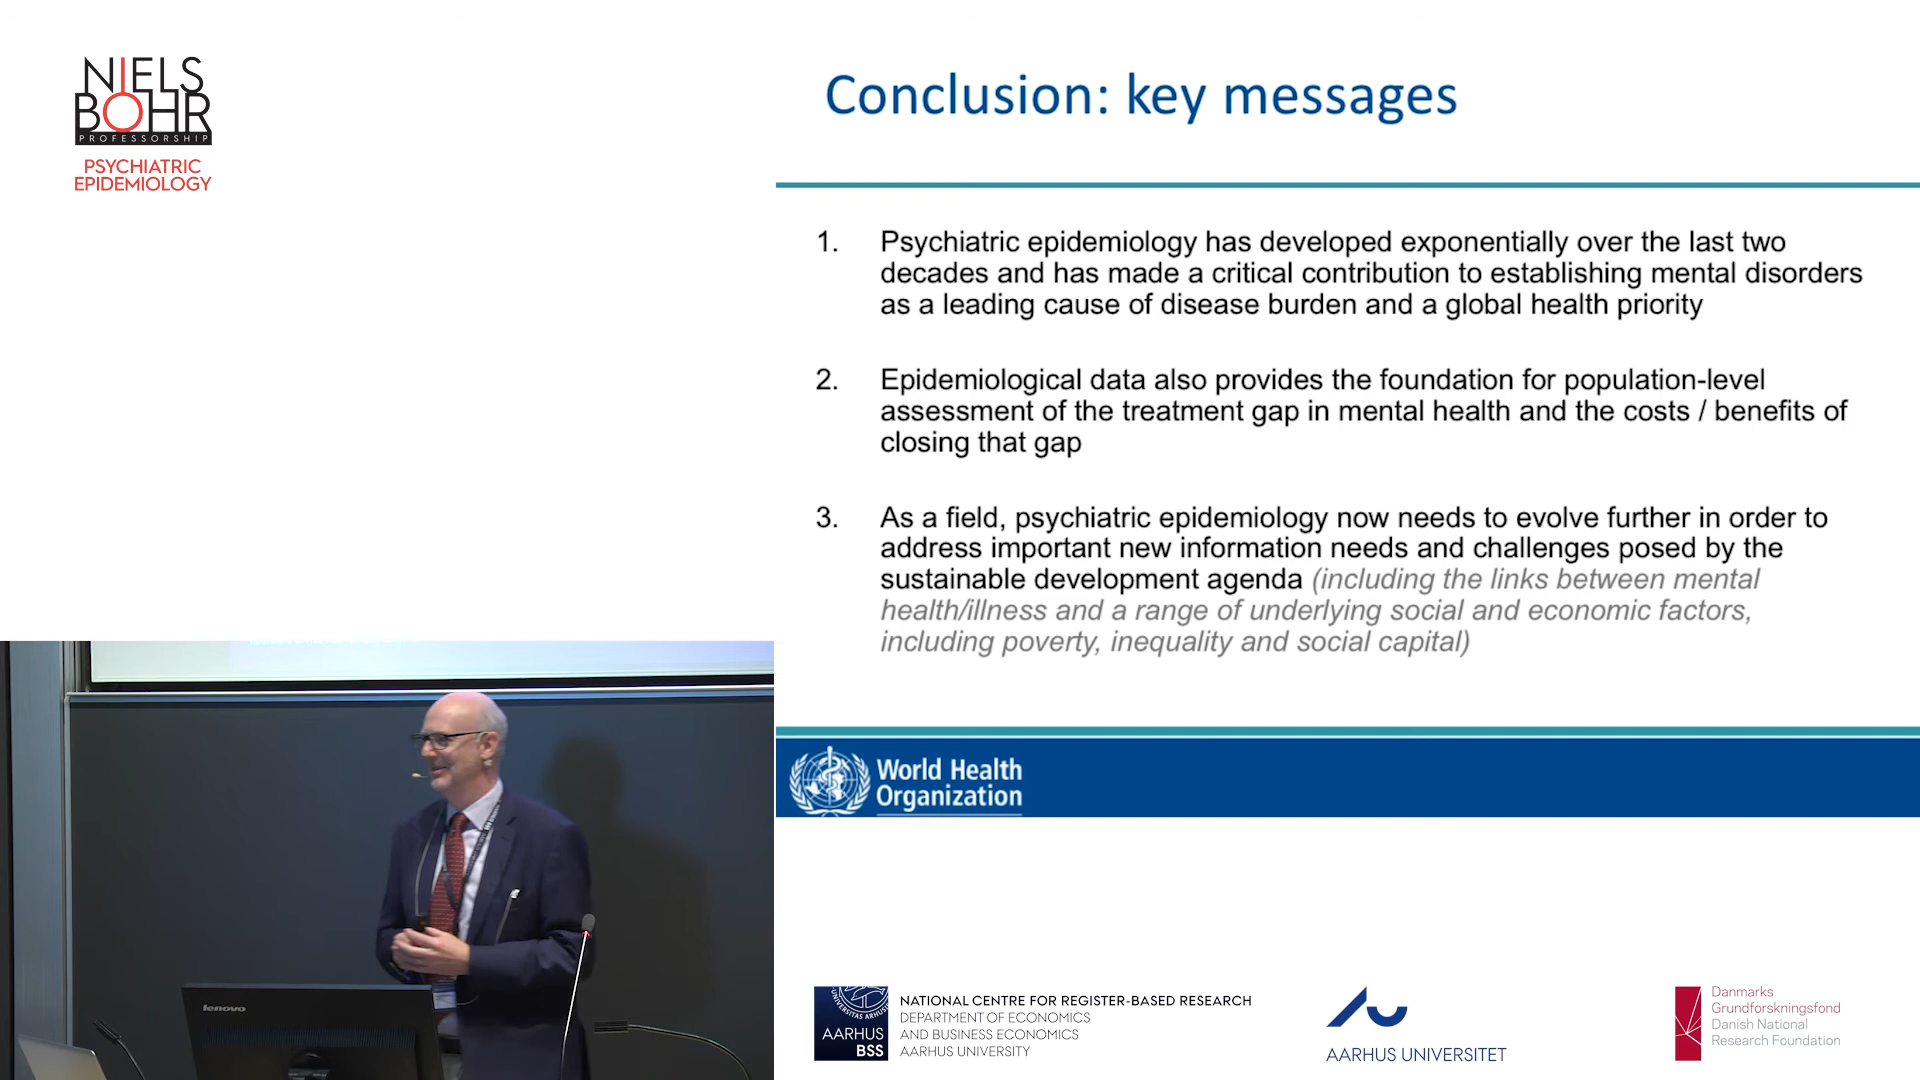 NIELS
BOHR
PROFESSORSHIP
PSYCHIATRIC
EPIDEMIOLOGY
Conclusion: key messages
1. Psychiatric epidemiology has developed exponentially over the last two
decades and has made a critical contribution to establishing mental disorders
as a leading cause of disease burden and a global health priority
2. Epidemiological data also provides the foundation for population-level
assessment of the treatment gap in mental health and the costs / benefits of
closing that gap
3. As a field, psychiatric epidemiology now needs to evolve further in order to
address important new information needs and challenges posed by the
sustainable development agenda (including the links between mental
health/illness and a range of underlying social and economic factors,
including poverty, inequality and social capital)
World Health
Organization
lenovo
AARHUS
BSS
NATIONAL CENTRE FOR REGISTER-BASED RESEARCH
DEPARTMENT OF ECONOMICS
AND BUSINESS ECONOMICS
AARHUS UNIVERSITY
AARHUS UNIVERSITET
Danmarks
Grundforskningsfond
Danish National
Research Foundation